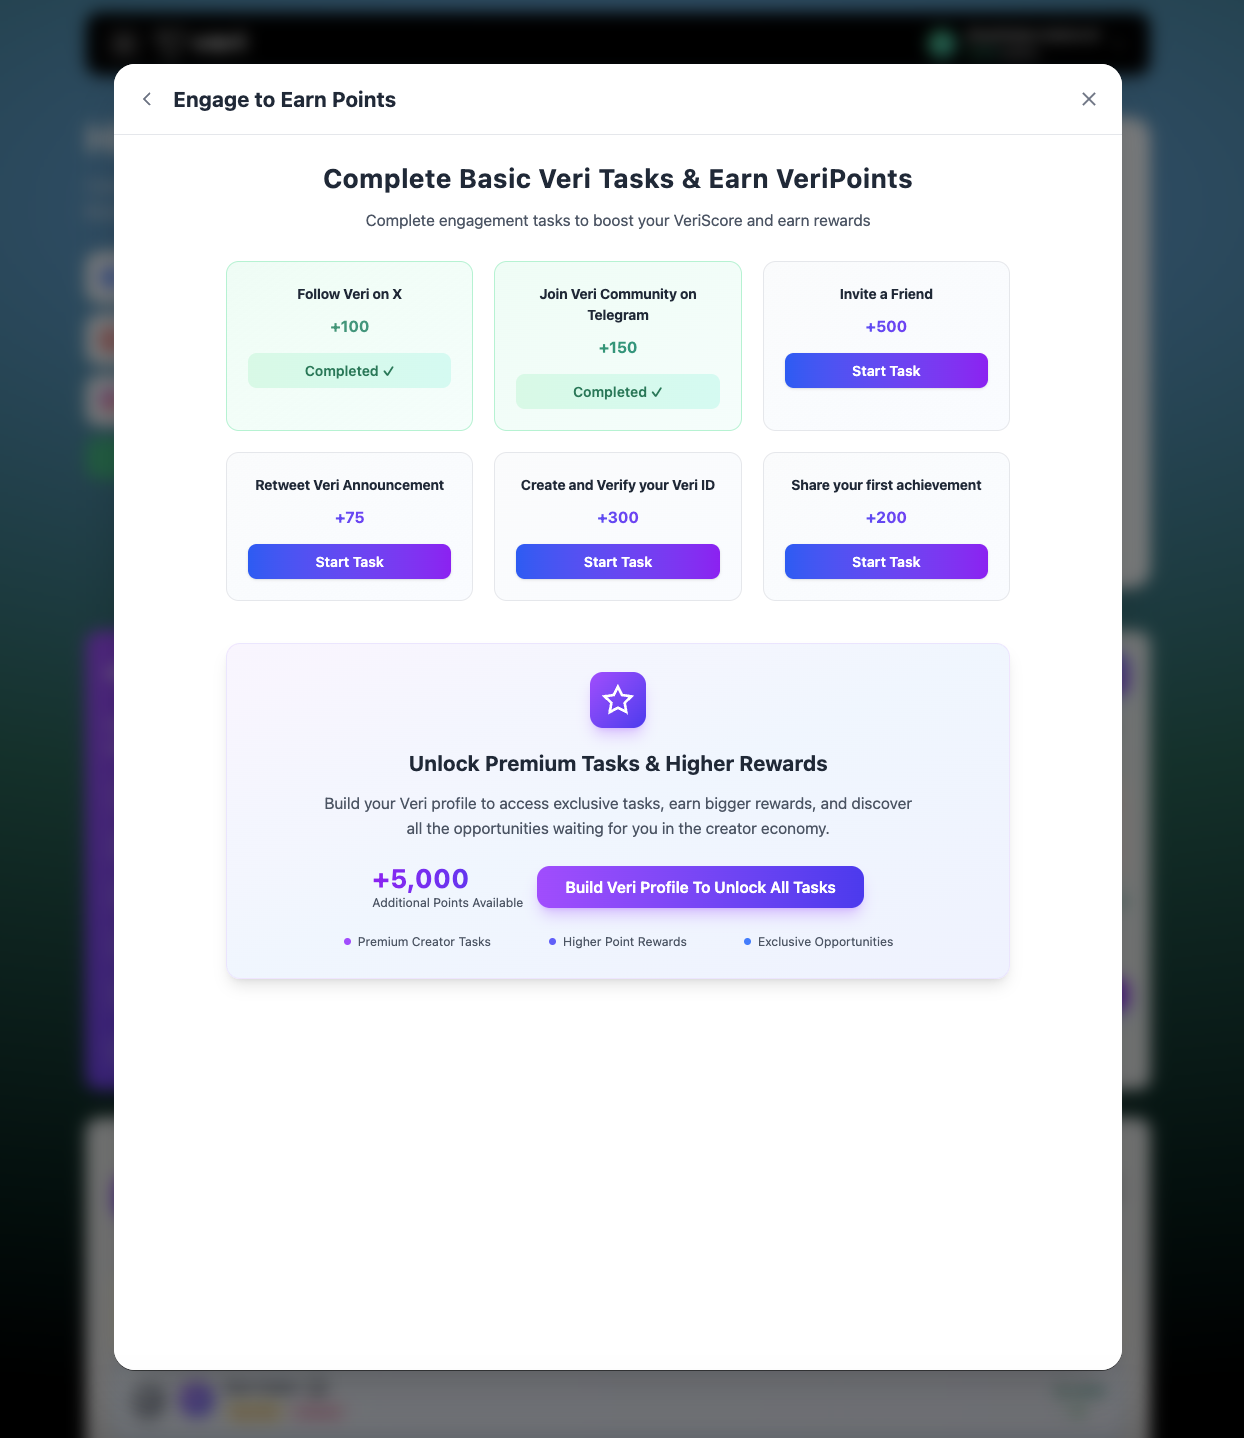 Engage to Earn Points
Complete Basic Veri Tasks & Earn VeriPoints
Complete engagement tasks to boost your VeriScore and earn rewards
Follow Veri on X
+100
Completed ✓
Join Veri Community on
Telegram
+150
Completed ✓
Invite a Friend
+500
Start Task
Retweet Veri Announcement
+75
Start Task
Create and Verify your Veri ID
+300
Start Task
Share your first achievement
+200
Start Task
Unlock Premium Tasks & Higher Rewards
Build your Veri profile to access exclusive tasks, earn bigger rewards, and discover
all the opportunities waiting for you in the creator economy.
+5,000
Additional Points Available
Build Veri Profile To Unlock All Tasks
Premium Creator Tasks
Higher Point Rewards
Exclusive Opportunities